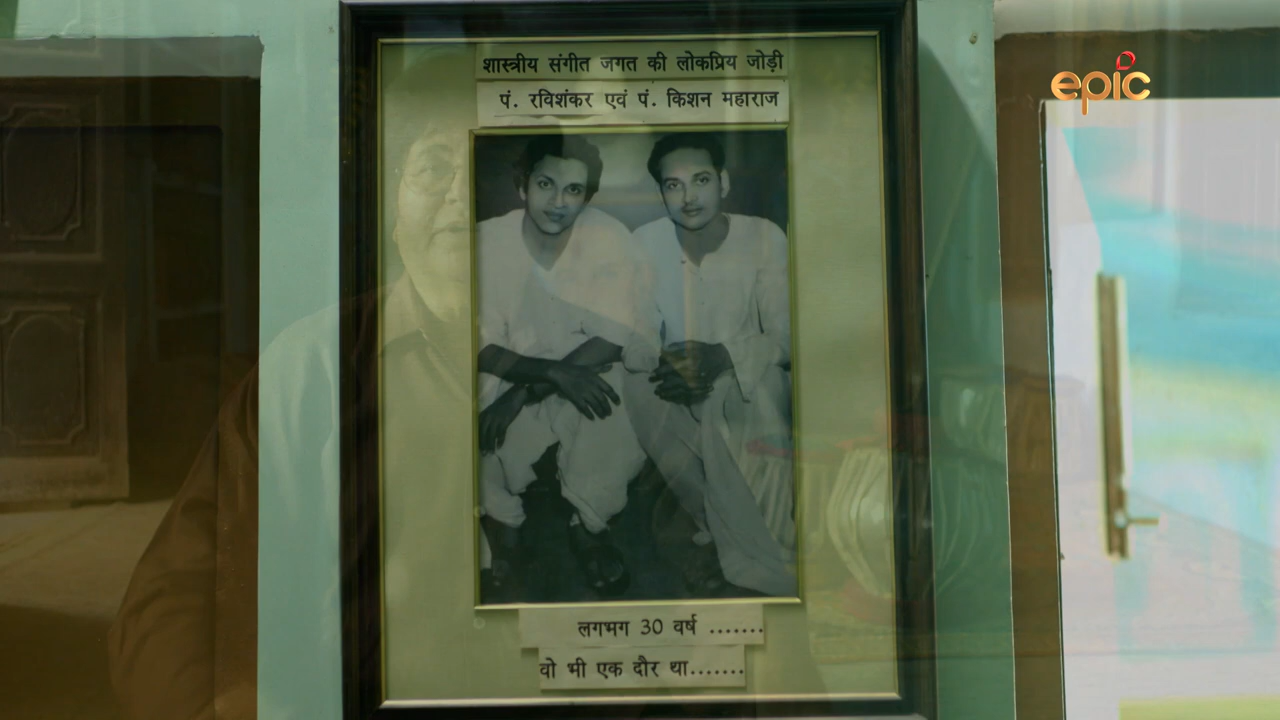 शास्त्रीय संगीत जगत की लोकप्रिय जोड़ी
पं. रविशंकर एवं पं. किशन महाराज
epic
लगभग 30 वर्ष .......
वो भी एक दौर था.......